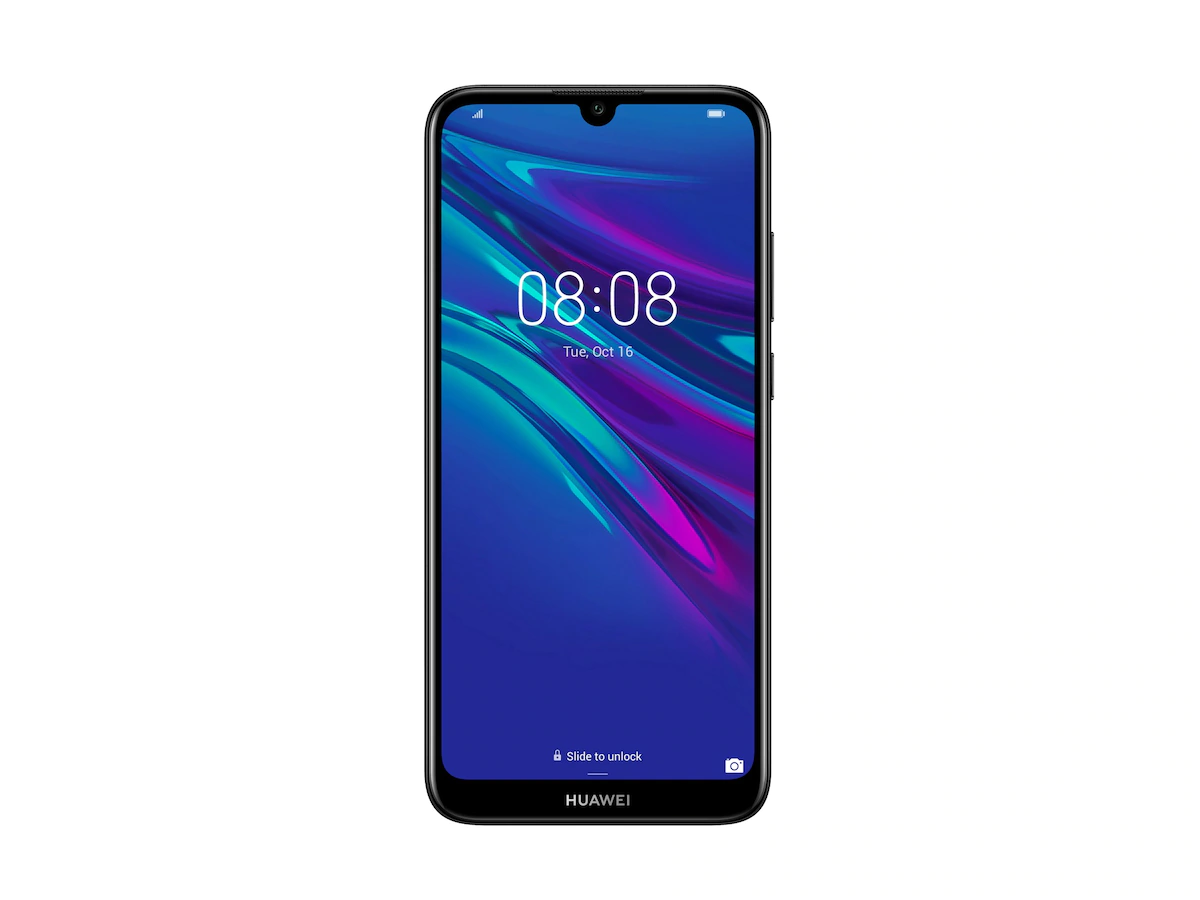 08:08
Tue, Oct 16
Slide to unlock
HUAWEI